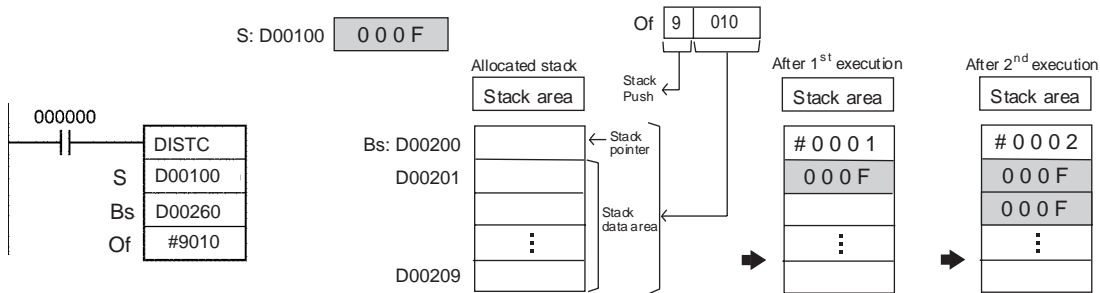 Of 9 010
S: D00100 000F
Allocated stack
Stack area
Stack
Push
After 1st execution
Stack area
After 2nd execution
Stack area
000000
DISTC
S D00100
Bs D00260
Of #9010
Bs: D00200
Stack
pointer
D00201
Stack
data area
⋮
D00209
#0001
000F
⋮
#0002
000F
000F
⋮